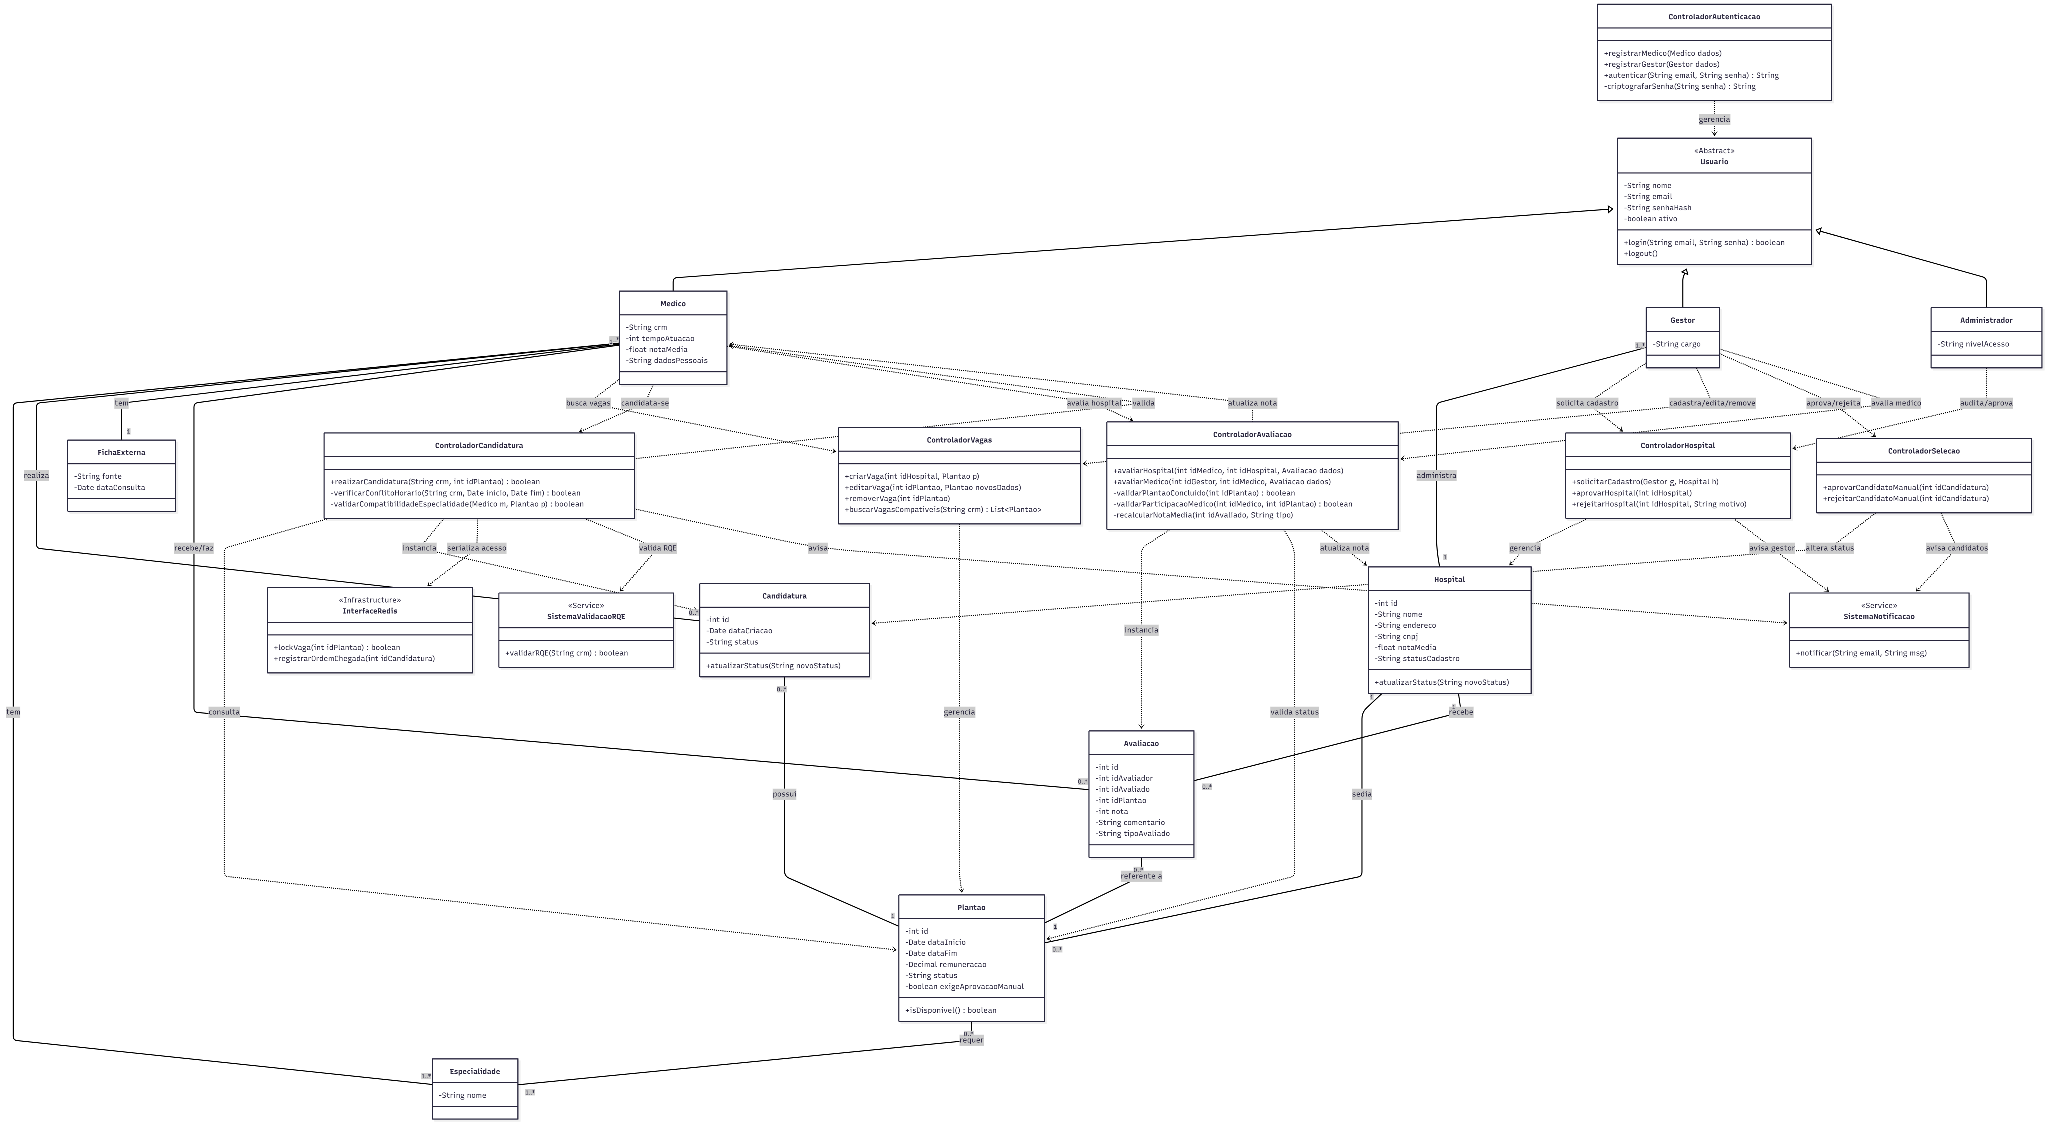 ControladorAutenticacao
+registrarMedico(Medico dados)
+registrarGestor(Gestor dados)
+autenticar(String email, String senha) : String
-criptografarSenha(String senha) : String
gerencia
«Abstract»
Usuario
-String nome
-String email
-String senhaHash
-boolean ativo
+login(String email, String senha) : boolean
+logout()
Medico
-String crm
-int tempoAtuacao
-float notaMedia
-String dadosPessoais
Gestor
-String cargo
1..*
Administrador
-String nivelAcesso
tem
1
busca vagas
candidata-se
avalia hospital
valida
atualiza nota
solicita cadastro
cadastra/edita/remove
aprova/rejeita
avalia medico
audita/aprova
FichaExterna
-String fonte
-Date dataConsulta
ControladorCandidatura
+realizarCandidatura(String crm, int idPlantao) : boolean
-verificarConflitoHorario(String crm, Date inicio, Date fim) : boolean
-validarCompatibilidadeEspecialidade(Medico m, Plantao p) : boolean
ControladorVagas
+criarVaga(int idHospital, Plantao p)
+editarVaga(int idPlantao, Plantao novosDados)
+removerVaga(int idPlantao)
+buscarVagasCompativeis(String crm) : List<Plantao>
ControladorAvaliacao
+avaliarHospital(int idMedico, int idHospital, Avaliacao dados)
+avaliarMedico(int idGestor, int idMedico, Avaliacao dados)
-validarPlantaoConcluido(int idPlantao) : boolean
-validarParticipacaoMedico(int idMedico, int idPlantao) : boolean
-recalcularNotaMedia(int idAvaliado, String tipo)
ControladorHospital
+solicitarCadastro(Gestor g, Hospital h)
+aprovarHospital(int idHospital)
+rejeitarHospital(int idHospital, String motivo)
ControladorSelecao
+aprovarCandidatoManual(int idCandidatura)
+rejeitarCandidatoManual(int idCandidatura)
realiza
administra
recebe/faz
instancia
serializa acesso
valida RQE
avisa
atualiza nota
gerencia
avisa gestor
altera status
avisa candidatos
1
«Infrastructure»
InterfaceRedis
+lockVaga(int idPlantao) : boolean
+registrarOrdemChegada(int idCandidatura)
«Service»
SistemaValidacaoRQE
+validarRQE(String crm) : boolean
0..*
Candidatura
-int id
-Date dataCriacao
-String status
+atualizarStatus(String novoStatus)
0..*
Hospital
-int id
-String nome
-String endereco
-String cnpj
-float notaMedia
-String statusCadastro
+atualizarStatus(String novoStatus)
«Service»
SistemaNotificacao
+notificar(String email, String msg)
instancia
tem
consulta
gerencia
valida status
recebe
Avaliacao
-int id
-int idAvaliador
-int idAvaliado
-int idPlantao
-int nota
-String comentario
-String tipoAvaliado
0..*
0..*
possui
sedia
referente a
Plantao
-int id
-Date dataInicio
-Date dataFim
-Decimal remuneracao
-String status
-boolean exigeAprovacaoManual
+isDisponivel() : boolean
1
1
0..*
0..*
requer
Especialidade
-String nome
1..*
1..*